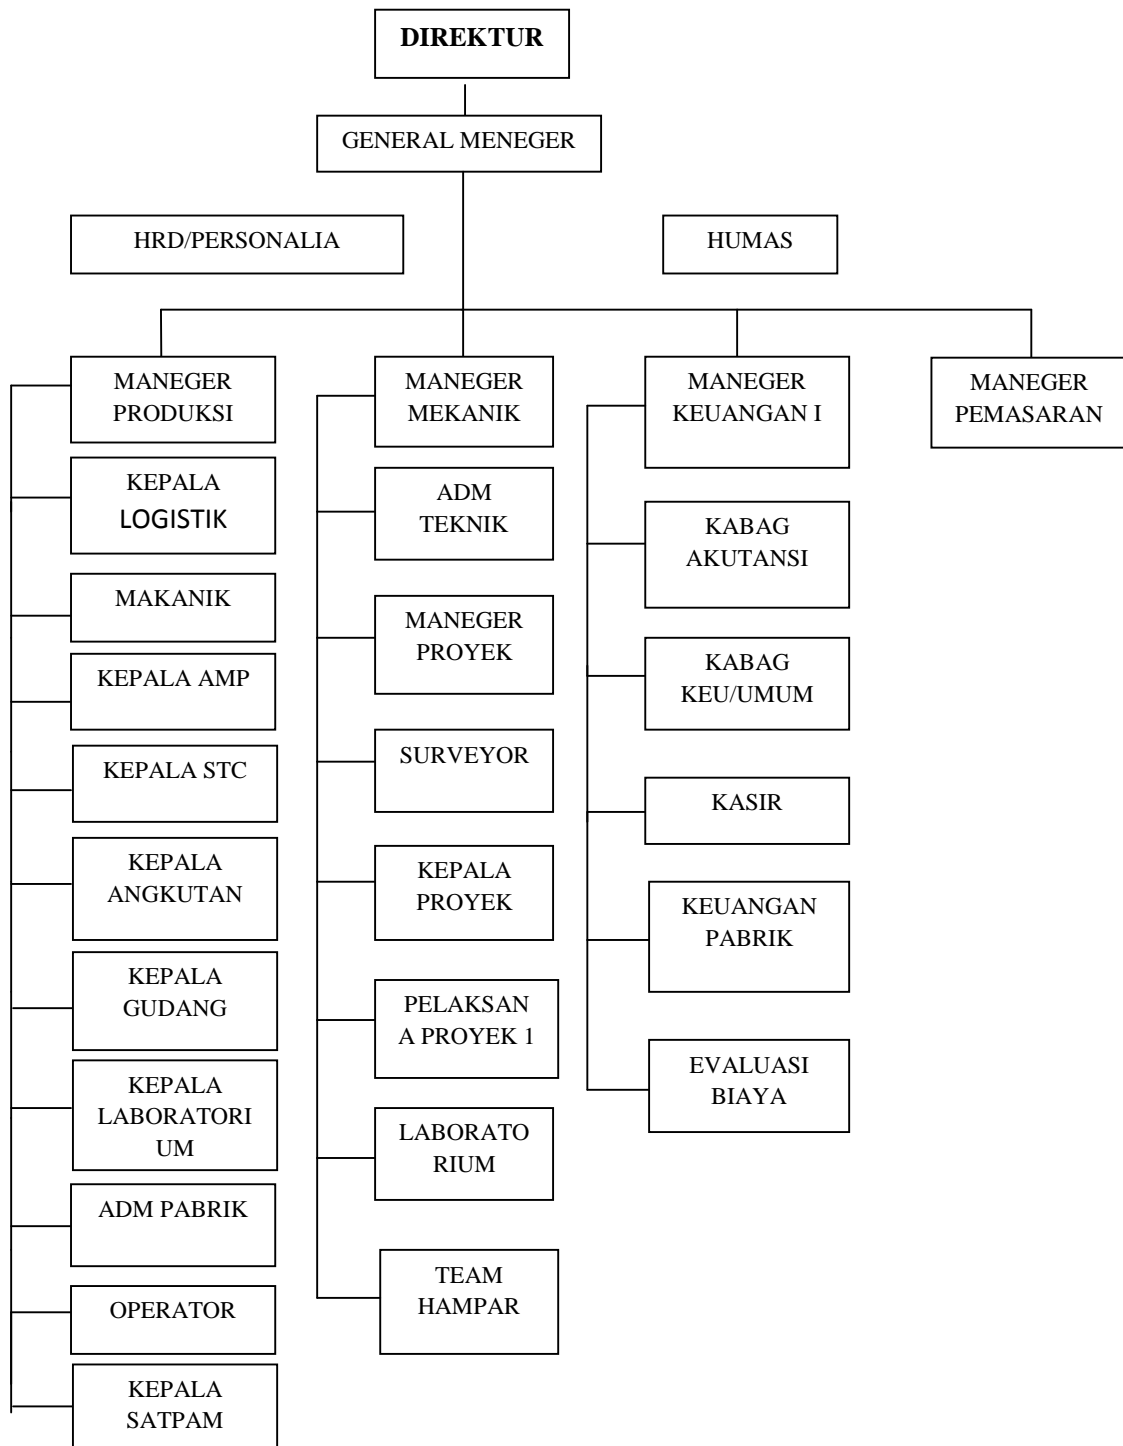 DIREKTUR
GENERAL MENEGER
HRD/PERSONALIA
HUMAS
MANEGER
PRODUKSI
KEPALA
LOGISTIK
MAKANIK
KEPALA AMP
KEPALA STC
KEPALA
ANGKUTAN
KEPALA
GUDANG
KEPALA
LABORATORI
UM
ADM PABRIK
OPERATOR
KEPALA
SATPAM
MANEGER
MEKANIK
ADM
TEKNIK
MANEGER
PROYEK
SURVEYOR
KEPALA
PROYEK
PELAKSAN
A PROYEK 1
LABORATO
RIUM
TEAM
HAMPAR
MANEGER
KEUANGAN I
KABAG
AKUTANSI
KABAG
KEU/UMUM
KASIR
KEUANGAN
PABRIK
EVALUASI
BIAYA
MANEGER
PEMASARAN